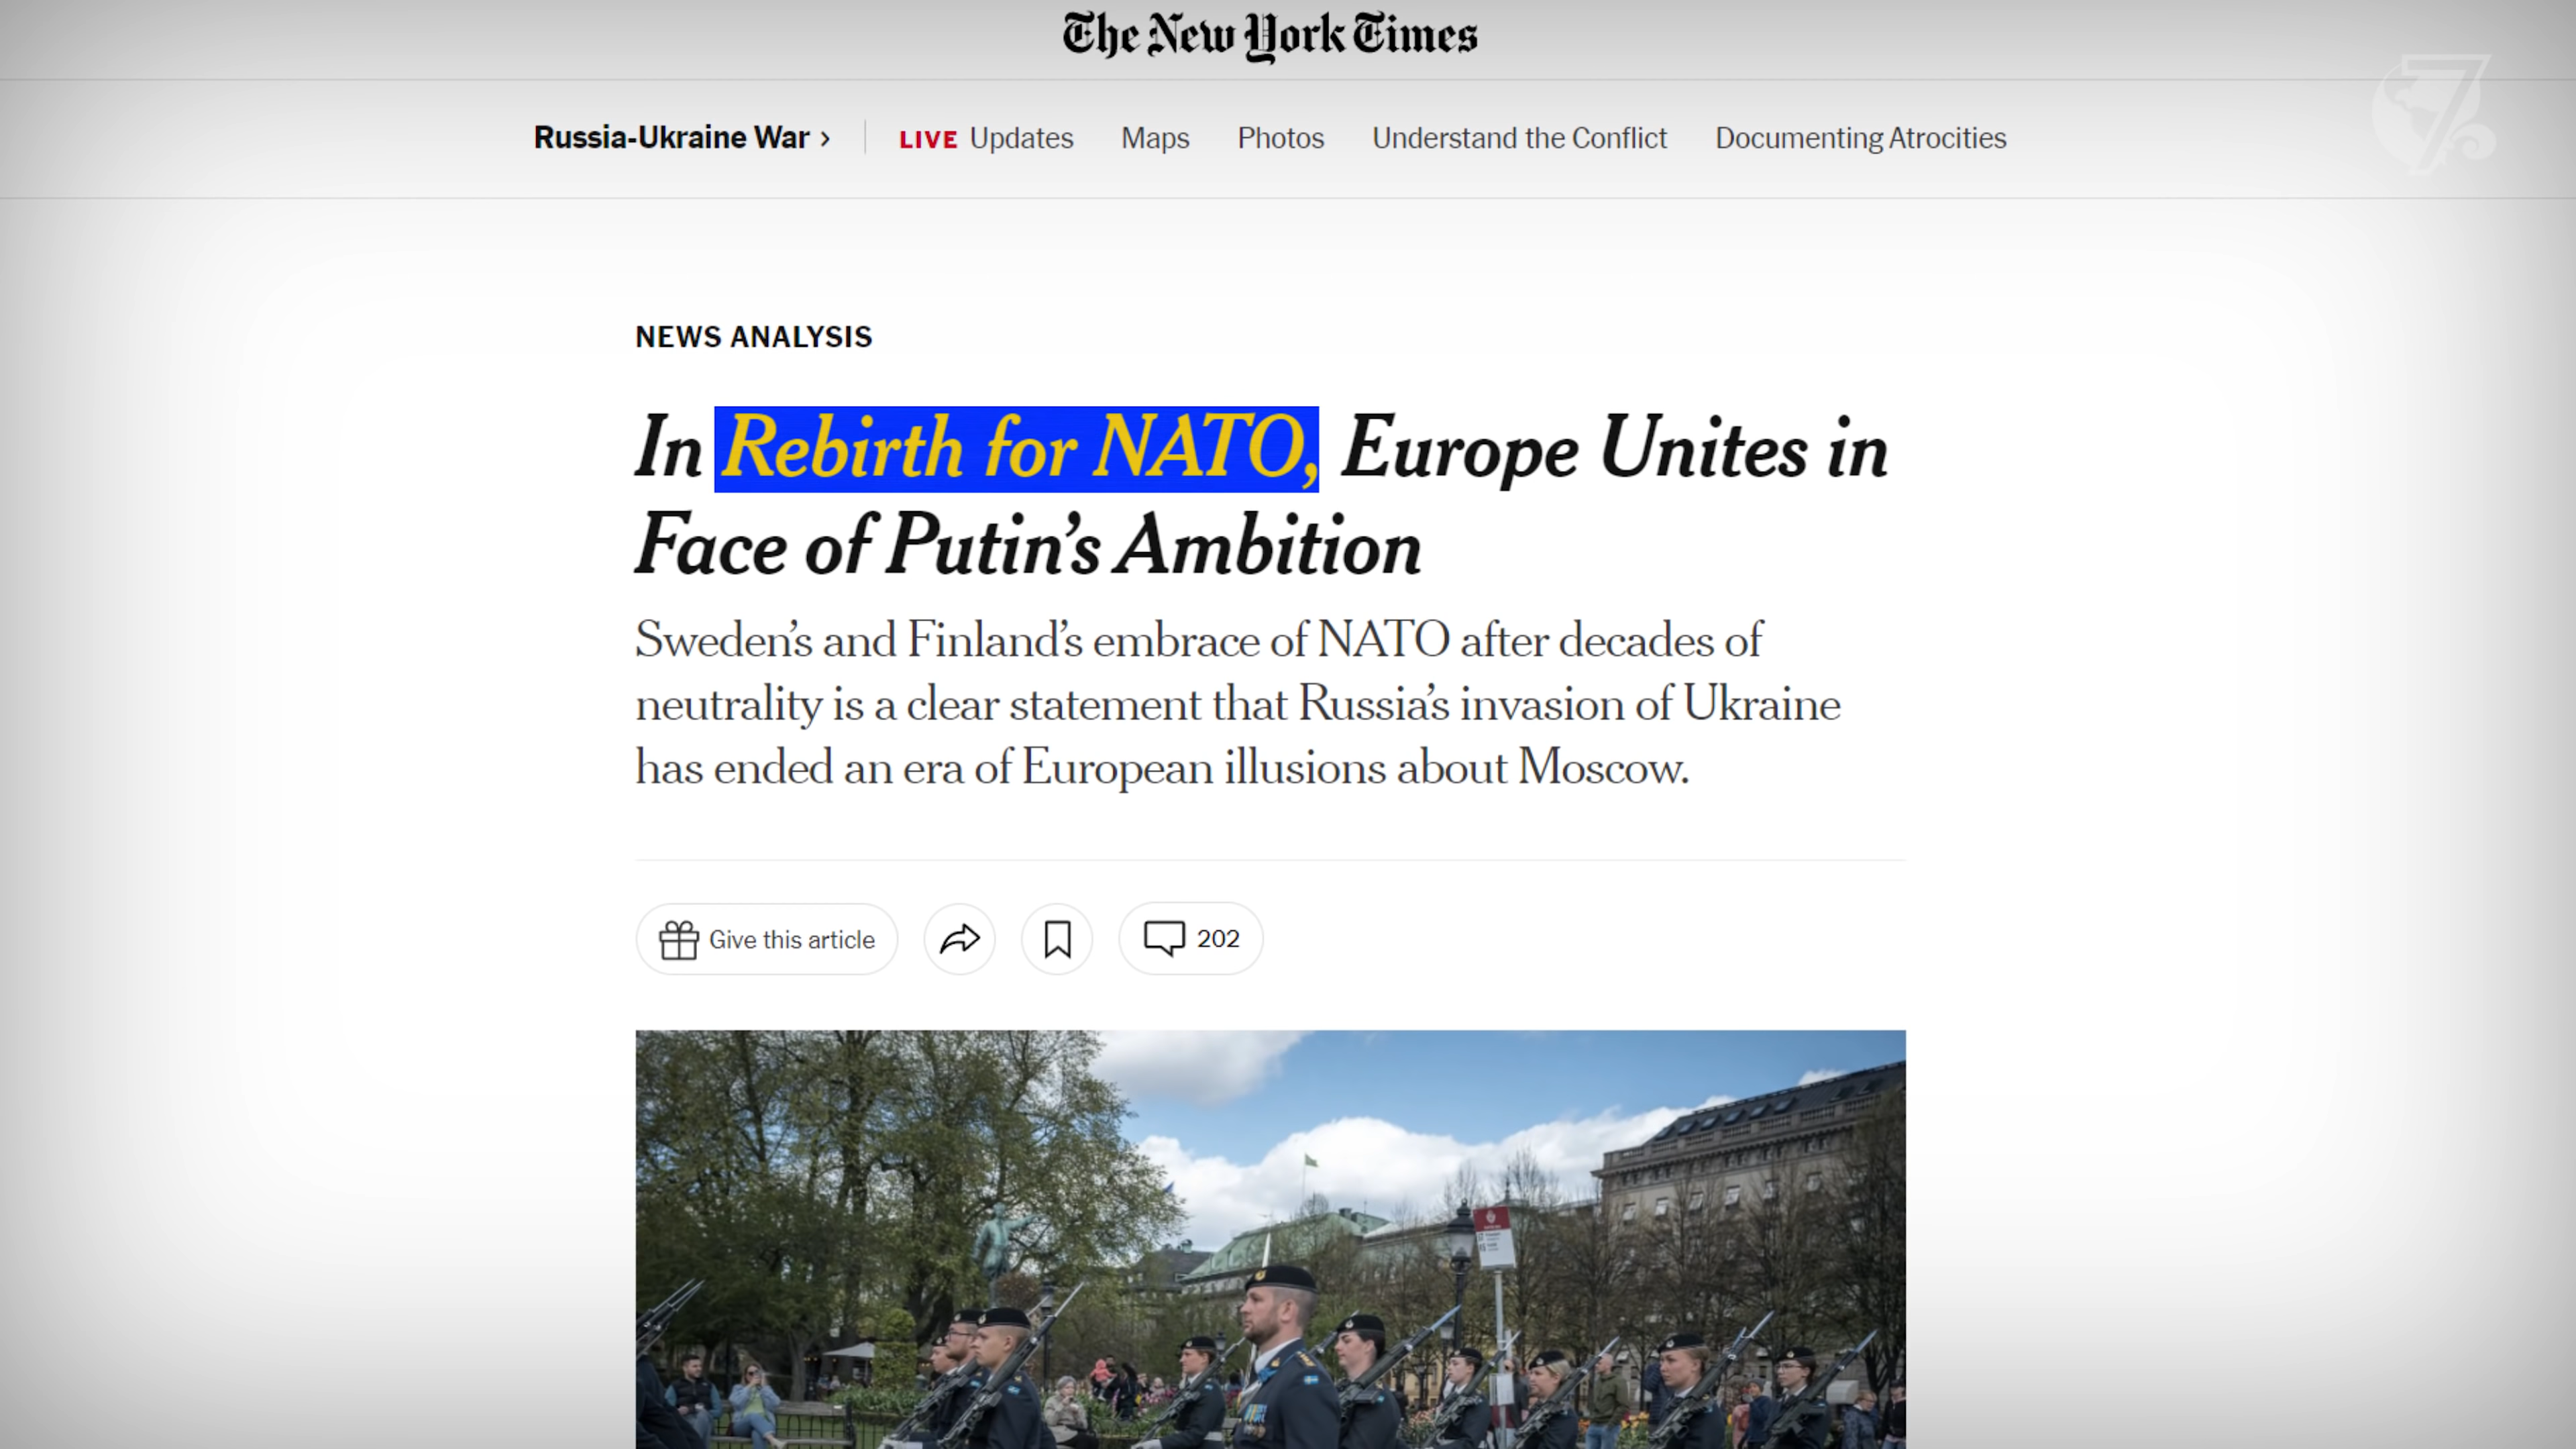 The New York Times
Russia-Ukraine War › LIVE Updates Maps Photos Understand the Conflict Documenting Atrocities
7
NEWS ANALYSIS
In Rebirth for NATO, Europe Unites in
Face of Putin’s Ambition
Sweden’s and Finland’s embrace of NATO after decades of
neutrality is a clear statement that Russia’s invasion of Ukraine
has ended an era of European illusions about Moscow.
Give this article 202